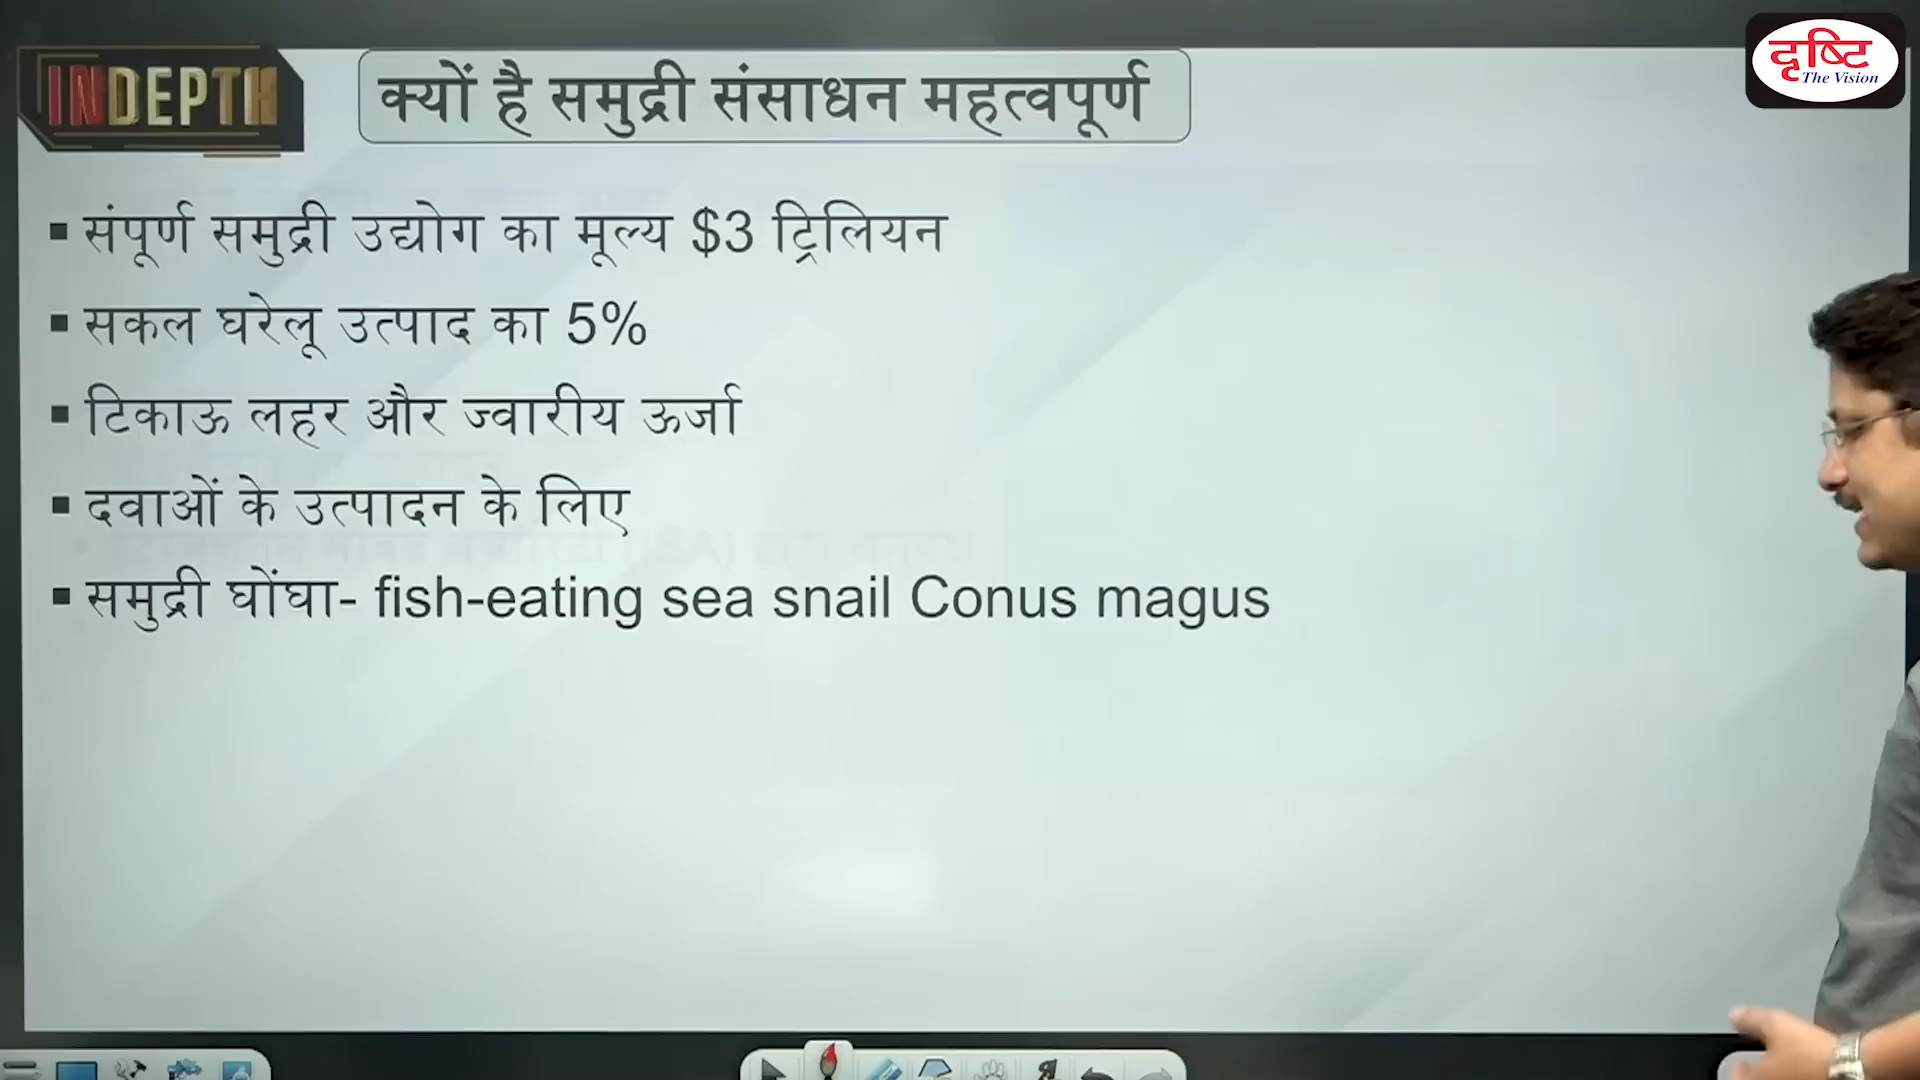 INDEPTH
क्यों है समुद्री संसाधन महत्वपूर्ण
दृष्टि
The Vision
▪ संपूर्ण समुद्री उद्योग का मूल्य $3 ट्रिलियन
▪ सकल घरेलू उत्पाद का 5%
▪ टिकाऊ लहर और ज्वारीय ऊर्जा
▪ दवाओं के उत्पादन के लिए
▪ समुद्री घोंघा- fish-eating sea snail Conus magus